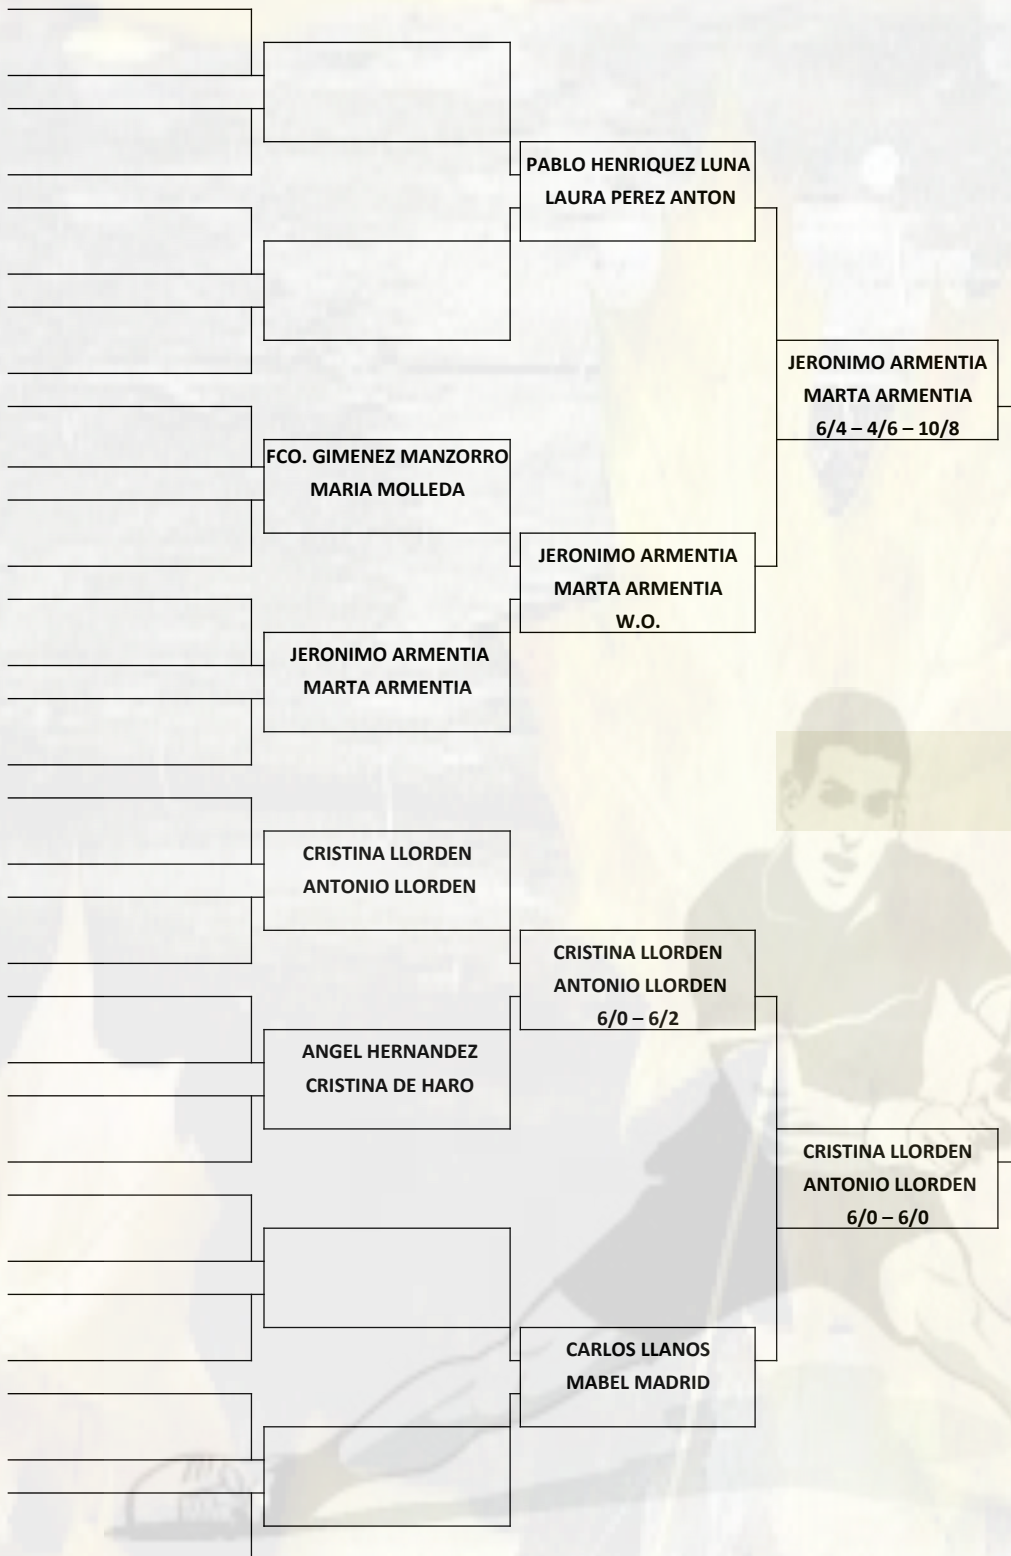 PABLO HENRIQUEZ LUNA
LAURA PEREZ ANTON
JERONIMO ARMENTIA
MARTA ARMENTIA
6/4 – 4/6 – 10/8
FCO. GIMENEZ MANZORRO
MARIA MOLLEDA
JERONIMO ARMENTIA
MARTA ARMENTIA
W.O.
JERONIMO ARMENTIA
MARTA ARMENTIA
CRISTINA LLORDEN
ANTONIO LLORDEN
CRISTINA LLORDEN
ANTONIO LLORDEN
6/0 – 6/2
ANGEL HERNANDEZ
CRISTINA DE HARO
CRISTINA LLORDEN
ANTONIO LLORDEN
6/0 – 6/0
CARLOS LLANOS
MABEL MADRID